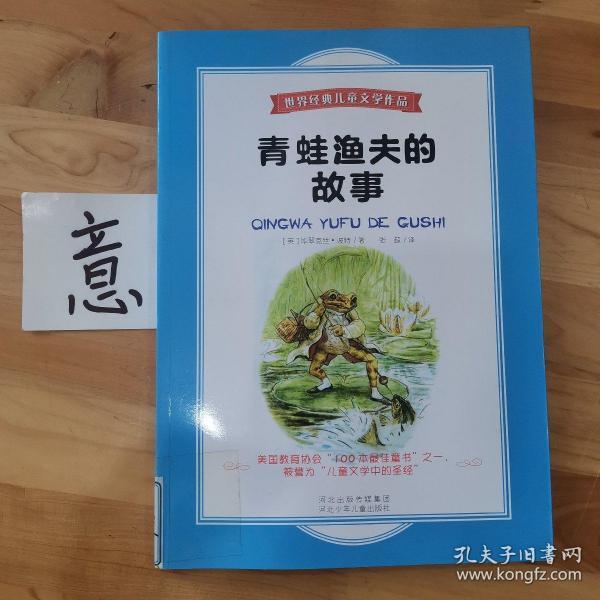 世界经典儿童文学作品
青蛙渔夫的
故事
QINGWA YUFU DE GUSHI
[英]毕翠克丝·波特/著 张超/译
美国教育协会“100本最佳童书”之一，
被誉为“儿童文学中的圣经”
河北出版传媒集团
河北少年儿童出版社
意
孔夫子旧书网
www.kongfz.com